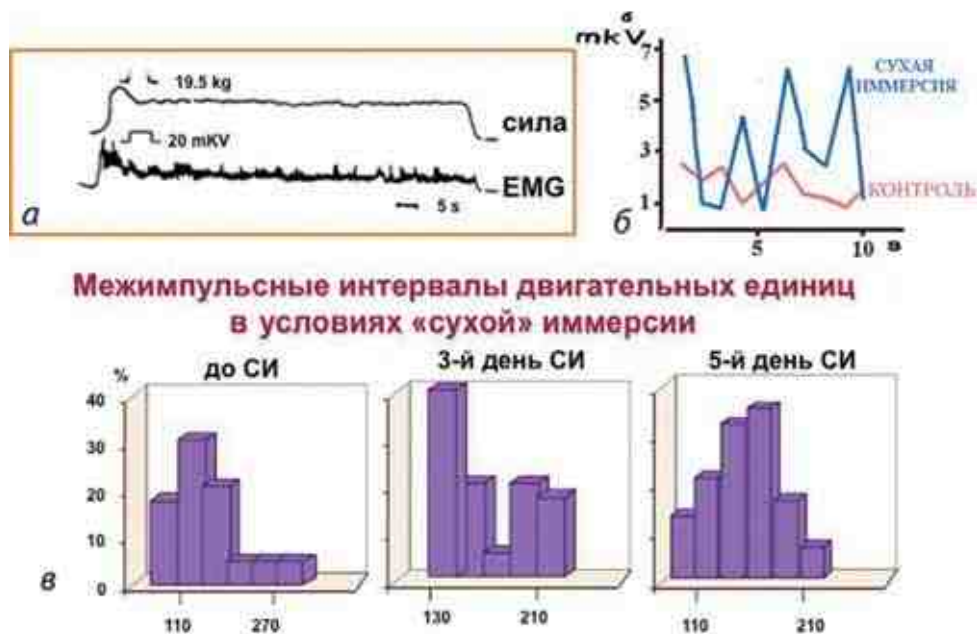 19.5 kg
сила
20 mKV
EMG
5 s
а
б
mkV
7
5
3
1
СУХАЯ
ИММЕРСИЯ
КОНТРОЛЬ
5
10
в
б
Межимпульсные интервалы двигательных единиц
в условиях «сухой» иммерсии
до СИ
3-й день СИ
5-й день СИ
%
40
30
20
10
0
110
270
130
210
110
210
в